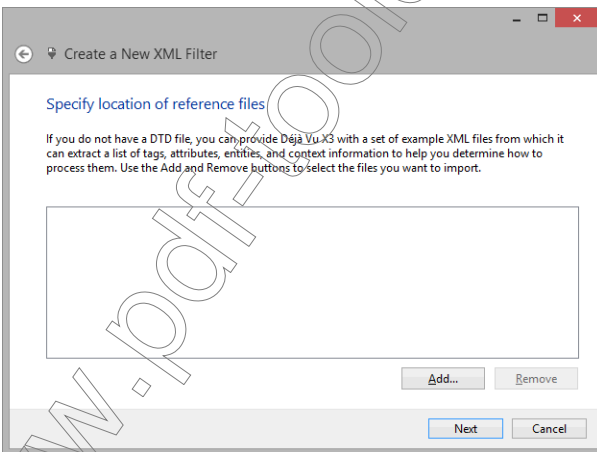 Create a New XML Filter
Specify location of reference files
If you do not have a DTD file, you can provide Déjà Vu X3 with a set of example XML files from which it
can extract a list of tags, attributes, entities, and context information to help you determine how to
process them. Use the Add and Remove buttons to select the files you want to import.
Add...
Remove
Next
Cancel
w.pdf-tool